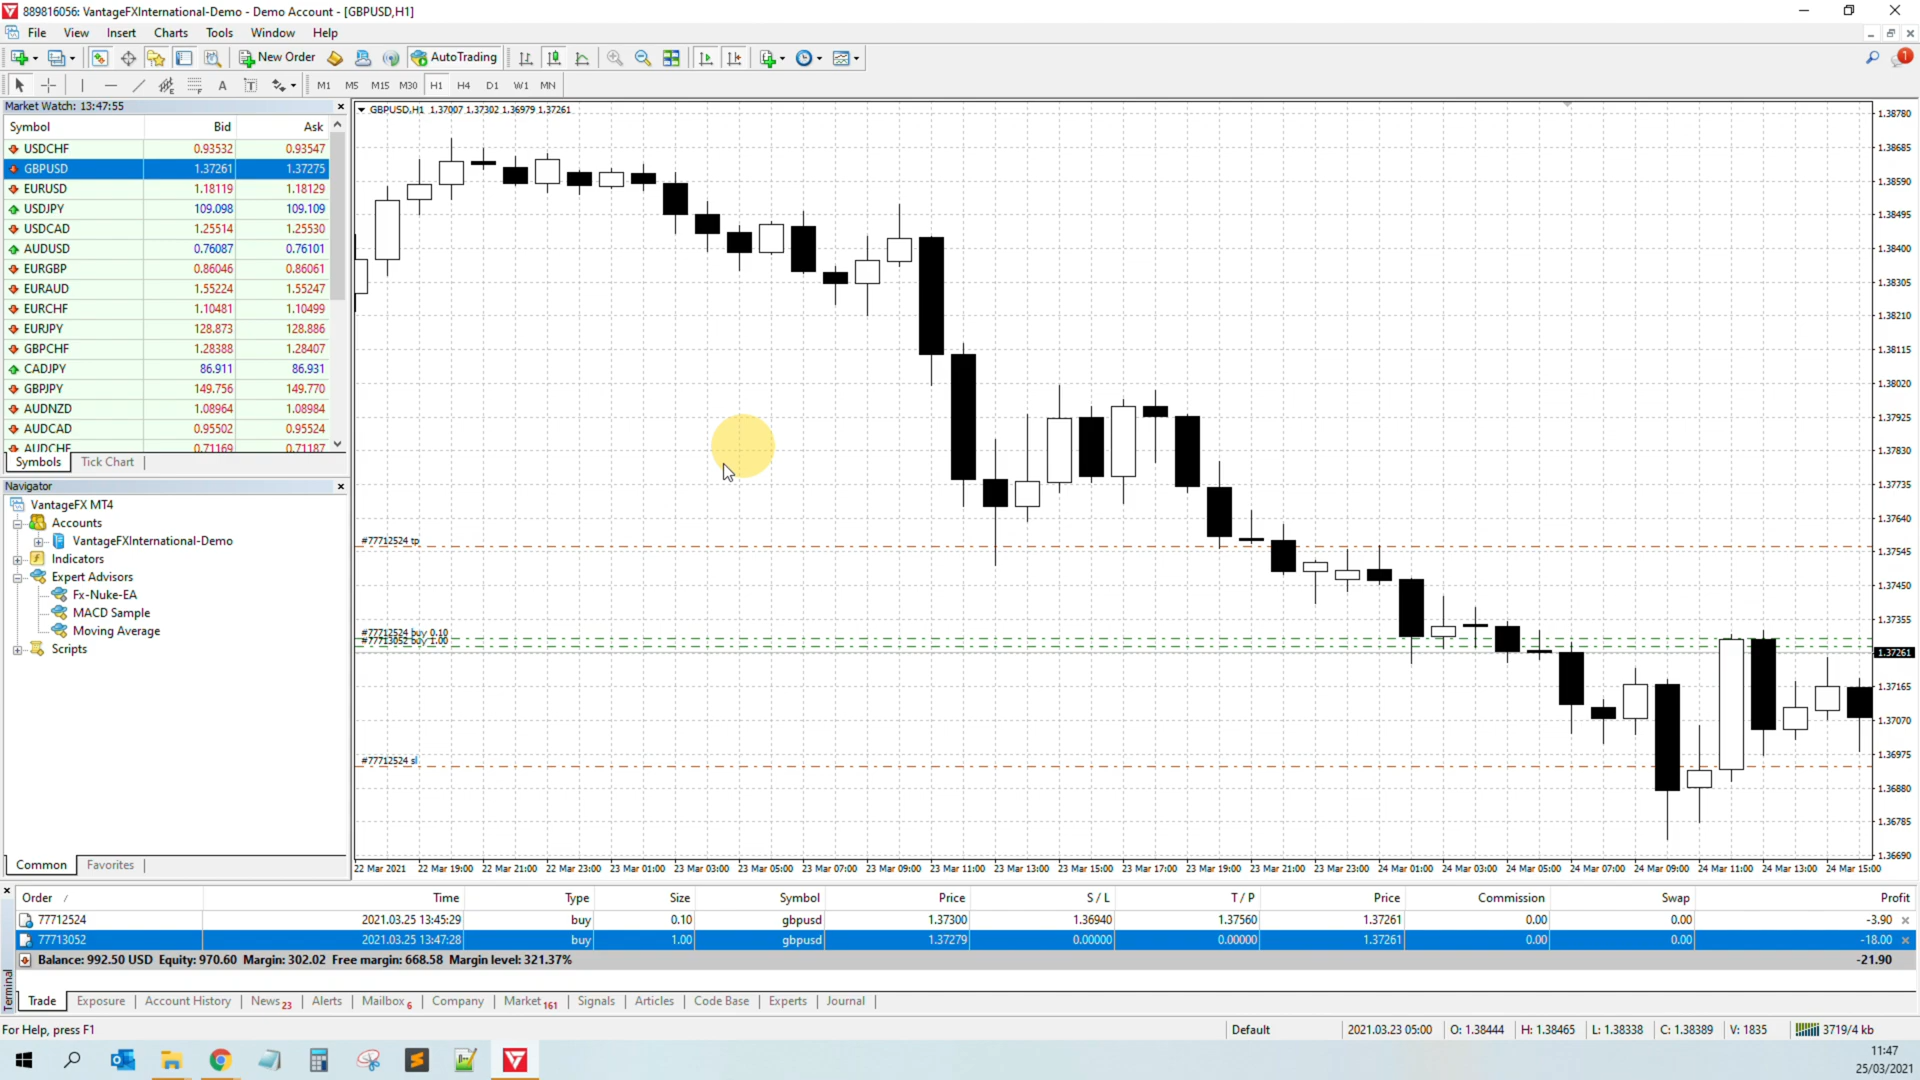 889816056: VantageFXInternational-Demo - Demo Account - [GBPUSD,H1]
File View Insert Charts Tools Window Help
New Order AutoTrading 1
A T M1 M5 M15 M30 H1 H4 D1 W1 MN
Market Watch: 13:47:55
Symbol Bid Ask
USDCHF 0.93532 0.93547
GBPUSD 1.37261 1.37275
EURUSD 1.18119 1.18129
USDJPY 109.098 109.109
USDCAD 1.25514 1.25530
AUDUSD 0.76087 0.76101
EURGBP 0.86046 0.86061
EURAUD 1.55224 1.55247
EURCHF 1.10481 1.10499
EURJPY 128.873 128.886
GBPCHF 1.28388 1.28407
CADJPY 86.911 86.931
GBPJPY 149.756 149.770
AUDNZD 1.08964 1.08984
AUDCAD 0.95502 0.95524
AUDCHF 0.71169 0.71187
Symbols Tick Chart
Navigator
VantageFX MT4
Accounts
VantageFXInternational-Demo
Indicators
Expert Advisors
Fx-Nuke-EA
MACD Sample
Moving Average
Scripts
Common Favorites
GBPUSD,H1 1.37007 1.37302 1.36979 1.37261
1.38780
1.38685
1.38590
1.38495
1.38400
1.38305
1.38210
1.38115
1.38020
1.37925
1.37830
1.37735
1.37640
#77712524 tp
1.37545
1.37450
1.37355
#77712524 buy 0.10
#77713052 buy 1.00
1.37261
1.37165
1.37070
1.36975
#77712524 sl
1.36880
1.36785
1.36690
22 Mar 2021 22 Mar 19:00 22 Mar 21:00 22 Mar 23:00 23 Mar 01:00 23 Mar 03:00 23 Mar 05:00 23 Mar 07:00 23 Mar 09:00 23 Mar 11:00 23 Mar 13:00 23 Mar 15:00 23 Mar 17:00 23 Mar 19:00 23 Mar 21:00 23 Mar 23:00 24 Mar 01:00 24 Mar 03:00 24 Mar 05:00 24 Mar 07:00 24 Mar 09:00 24 Mar 11:00 24 Mar 13:00 24 Mar 15:00
Order / Time Type Size Symbol Price S / L T / P Price Commission Swap Profit
77712524 2021.03.25 13:45:29 buy 0.10 gbpusd 1.37300 1.36940 1.37560 1.37261 0.00 0.00 -3.90
77713052 2021.03.25 13:47:28 buy 1.00 gbpusd 1.37279 0.00000 0.00000 1.37261 0.00 0.00 -18.00
Balance: 992.50 USD Equity: 970.60 Margin: 302.02 Free margin: 668.58 Margin level: 321.37% -21.90
Terminal
Trade Exposure Account History News 23 Alerts Mailbox 6 Company Market 161 Signals Articles Code Base Experts Journal
For Help, press F1 Default 2021.03.23 05:00 O: 1.38444 H: 1.38465 L: 1.38338 C: 1.38389 V: 1835 3719/4 kb
11:47
25/03/2021